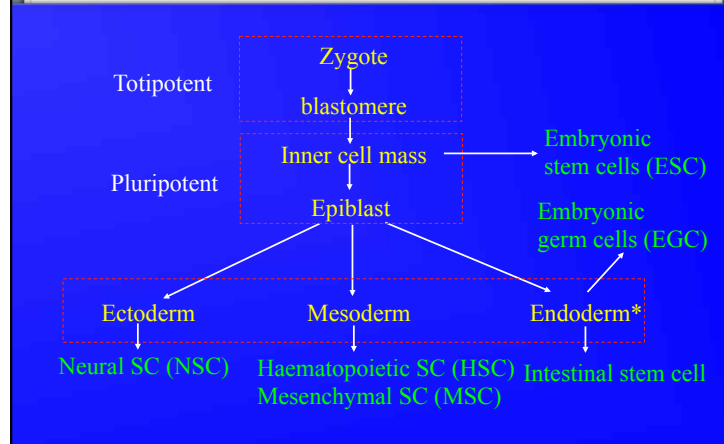 Zygote
Totipotent
blastomere
Inner cell mass
Embryonic
stem cells (ESC)
Pluripotent
Epiblast
Embryonic
germ cells (EGC)
Ectoderm
Mesoderm
Endoderm*
Neural SC (NSC)
Haematopoietic SC (HSC)
Mesenchymal SC (MSC)
Intestinal stem cell